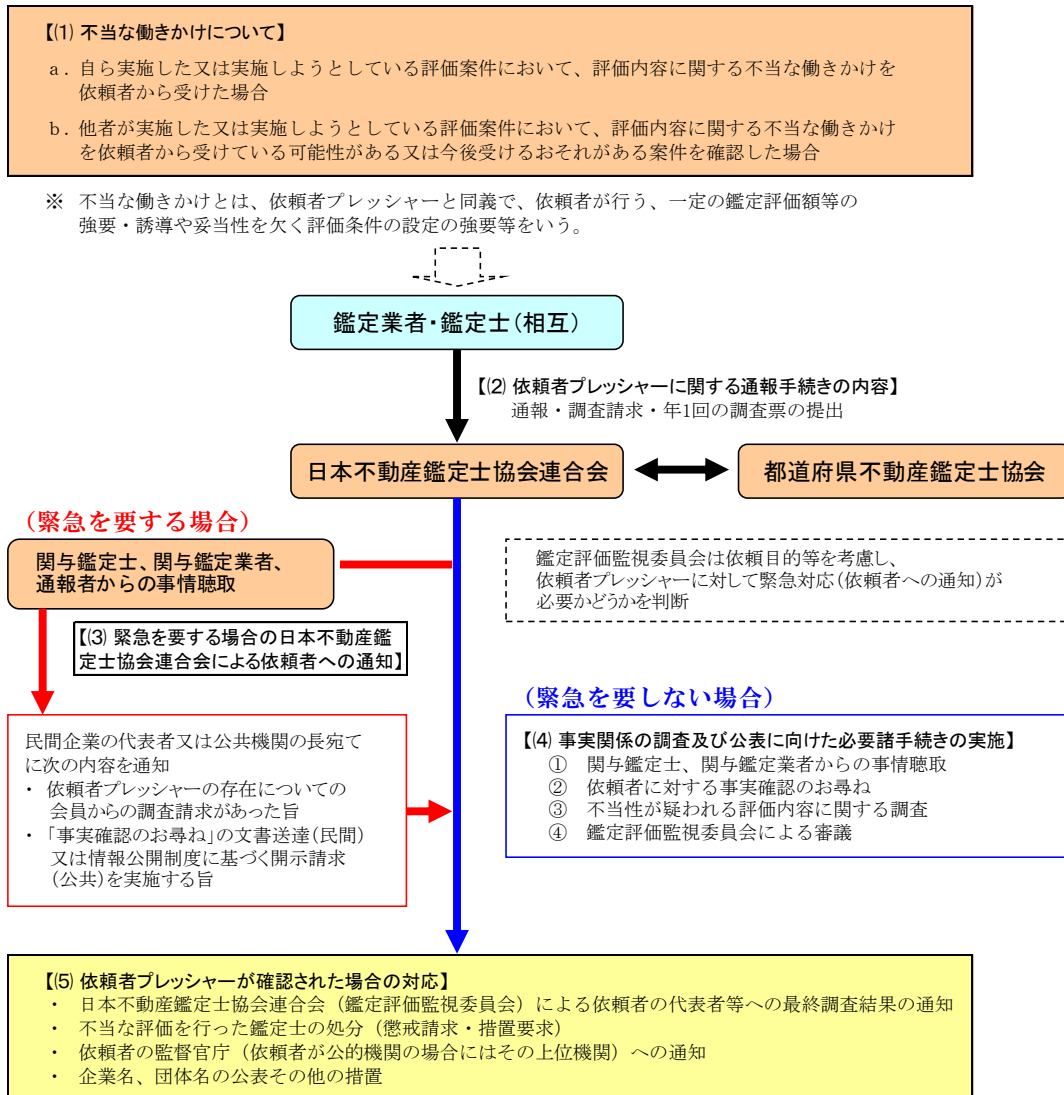 【⑴ 不当な働きかけについて】
a. 自ら実施した又は実施しようとしている評価案件において、評価内容に関する不当な働きかけを
依頼者から受けた場合
b. 他者が実施した又は実施しようとしている評価案件において、評価内容に関する不当な働きかけ
を依頼者から受けている可能性がある又は今後受けるおそれがある案件を確認した場合
※ 不当な働きかけとは、依頼者プレッシャーと同義で、依頼者が行う、一定の鑑定評価額等の
強要・誘導や妥当性を欠く評価条件の設定の強要等をいう。
鑑定業者・鑑定士(相互)
【⑵ 依頼者プレッシャーに関する通報手続きの内容】
通報・調査請求・年1回の調査票の提出
日本不動産鑑定士協会連合会
都道府県不動産鑑定士協会
(緊急を要する場合)
関与鑑定士、関与鑑定業者、
通報者からの事情聴取
鑑定評価監視委員会は依頼目的等を考慮し、
依頼者プレッシャーに対して緊急対応(依頼者への通知)が
必要かどうかを判断
【⑶ 緊急を要する場合の日本不動産鑑
定士協会連合会による依頼者への通知】
(緊急を要しない場合)
民間企業の代表者又は公共機関の長宛て
に次の内容を通知
・ 依頼者プレッシャーの存在についての
会員からの調査請求があった旨
・ 「事実確認のお尋ね」の文書送達(民間)
又は情報公開制度に基づく開示請求
(公共)を実施する旨
【⑷ 事実関係の調査及び公表に向けた必要諸手続きの実施】
① 関与鑑定士、関与鑑定業者からの事情聴取
② 依頼者に対する事実確認のお尋ね
③ 不当性が疑われる評価内容に関する調査
④ 鑑定評価監視委員会による審議
【⑸ 依頼者プレッシャーが確認された場合の対応】
・ 日本不動産鑑定士協会連合会（鑑定評価監視委員会）による依頼者の代表者等への最終調査結果の通知
・ 不当な評価を行った鑑定士の処分（懲戒請求・措置要求）
・ 依頼者の監督官庁（依頼者が公的機関の場合にはその上位機関）への通知
・ 企業名、団体名の公表その他の措置